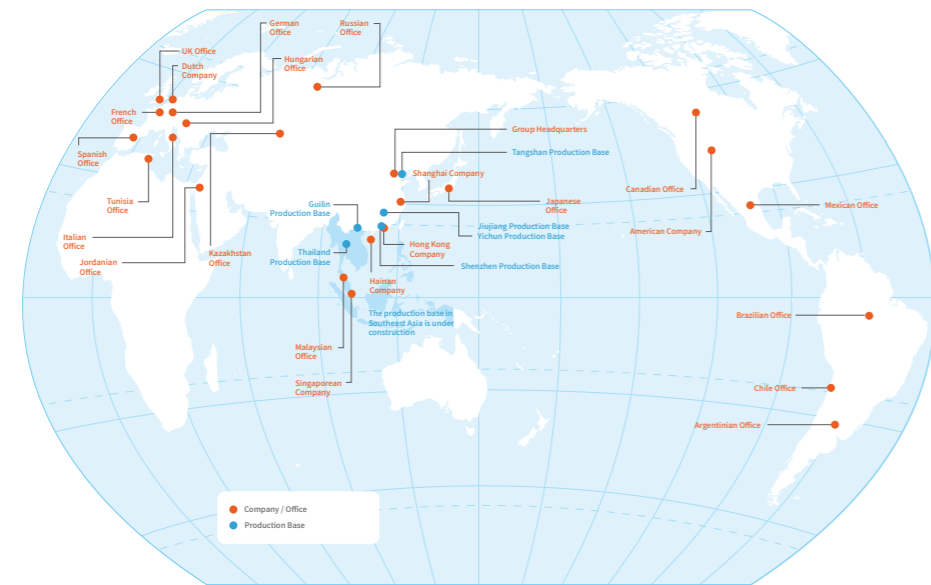 German
Office
Russian
Office
UK Office
Dutch
Company
Hungarian
Office
French
Office
Spanish
Office
Tunisia
Office
Italian
Office
Jordanian
Office
Kazakhstan
Office
Group Headquarters
Tangshan Production Base
Shanghai Company
Japanese
Office
Guilin
Production Base
Jiujiang Production Base
Yichun Production Base
Thailand
Production Base
Hong Kong
Company
Shenzhen Production Base
Hainan
Company
The production base in
Southeast Asia is under
construction
Malaysian
Office
Singaporean
Company
Canadian Office
Mexican Office
American Company
Brazilian Office
Chile Office
Argentinian Office
Company / Office
Production Base